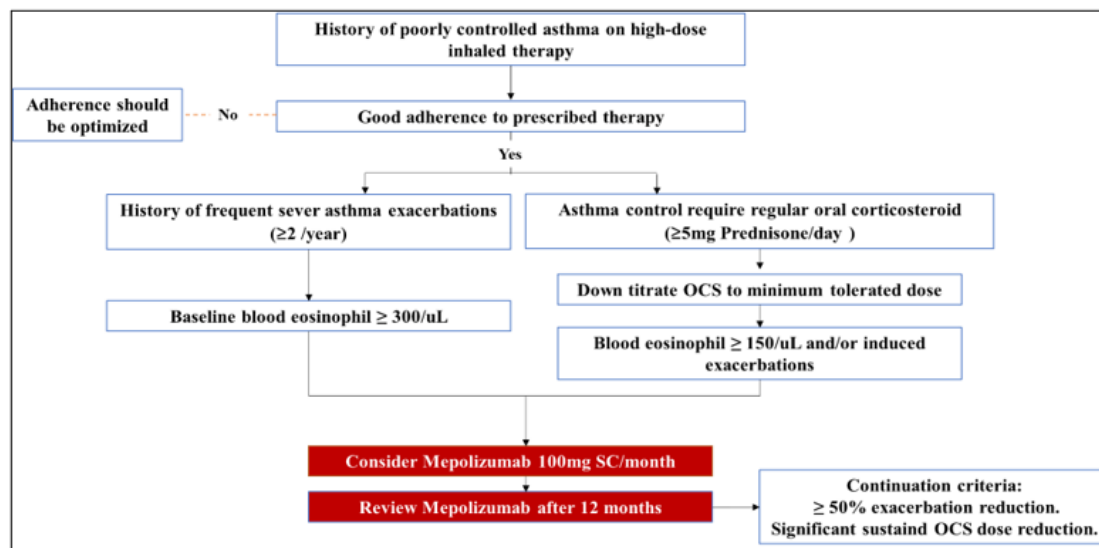 History of poorly controlled asthma on high-dose
inhaled therapy
Adherence should
be optimized
No
Good adherence to prescribed therapy
Yes
History of frequent sever asthma exacerbations
(≥2 /year)
Asthma control require regular oral corticosteroid
(≥5mg Prednisone/day )
Down titrate OCS to minimum tolerated dose
Baseline blood eosinophil ≥ 300/uL
Blood eosinophil ≥ 150/uL and/or induced
exacerbations
Consider Mepolizumab 100mg SC/month
Review Mepolizumab after 12 months
Continuation criteria:
≥ 50% exacerbation reduction.
Significant sustaind OCS dose reduction.